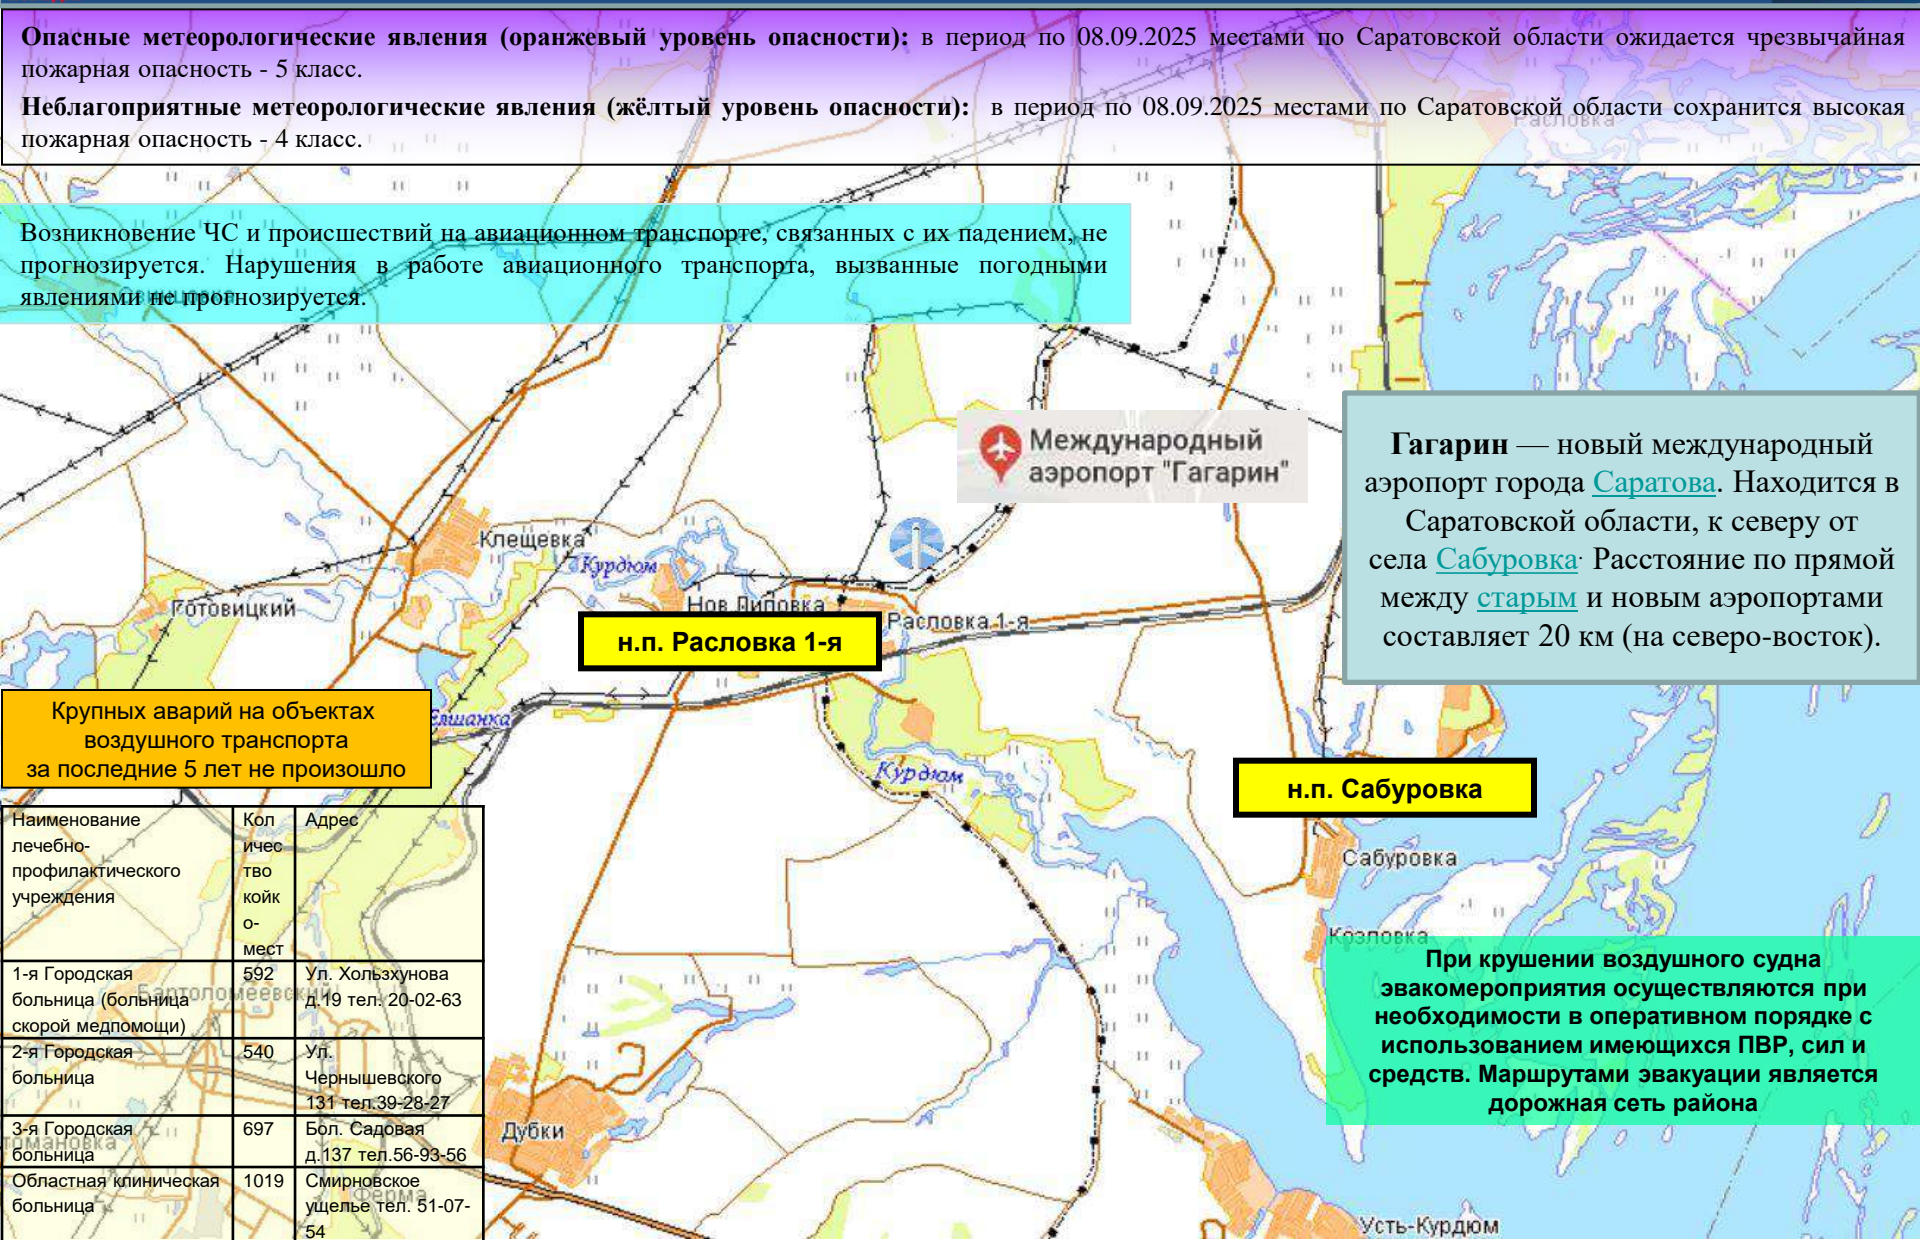 Опасные метеорологические явления (оранжевый уровень опасности): в период по 08.09.2025 местами по Саратовской области ожидается чрезвычайная
пожарная опасность - 5 класс.
Неблагоприятные метеорологические явления (жёлтый уровень опасности): в период по 08.09.2025 местами по Саратовской области сохранится высокая
пожарная опасность - 4 класс.
Расловка
Возникновение ЧС и происшествий на авиационном транспорте, связанных с их падением, не
прогнозируется. Нарушения в работе авиационного транспорта, вызванные погодными
явлениями не прогнозируется.
Международный
аэропорт "Гагарин"
Гагарин — новый международный
аэропорт города Саратова. Находится в
Саратовской области, к северу от
села Сабуровка. Расстояние по прямой
между старым и новым аэропортами
составляет 20 км (на северо-восток).
Клещевка
Курдюм
Готовицкий
Нов.Липовка
Расловка 1-я
н.п. Расловка 1-я
Елшанка
Крупных аварий на объектах
воздушного транспорта
за последние 5 лет не произошло
Курдюм
н.п. Сабуровка
Сабуровка
Козловка
При крушении воздушного судна
эвакомероприятия осуществляются при
необходимости в оперативном порядке с
использованием имеющихся ПВР, сил и
средств. Маршрутами эвакуации является
дорожная сеть района
Наименование
лечебно-
профилактического
учреждения
Кол
ичес
тво
койк
о-
мест
Адрес
1-я Городская
больница (больница
скорой медпомощи)
592
Ул. Хользхунова
д.19 тел. 20-02-63
Бартоломеевский
2-я Городская
больница
540
Ул.
Чернышевского
131 тел.39-28-27
3-я Городская
больница
697
Бол. Садовая
д.137 тел.56-93-56
Областная клиническая
больница
1019
Смирновское
ущелье тел. 51-07-
54
Ферма
Дубки
Усть-Курдюм